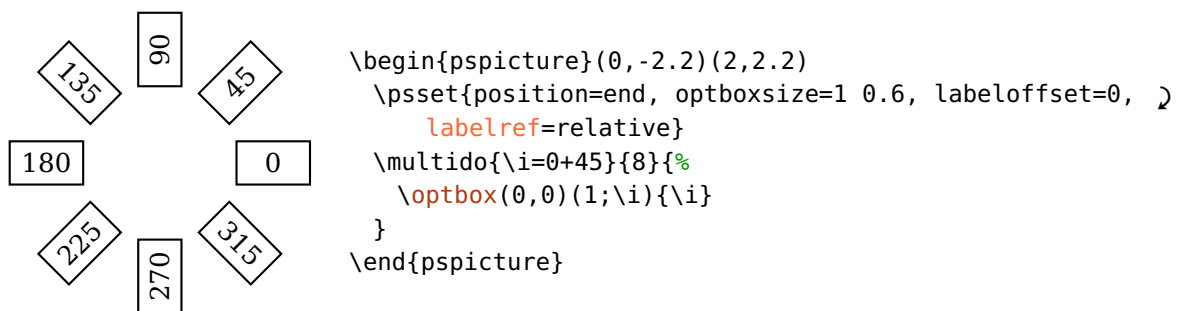 90
135
45
180
0
225
315
270
\begin{pspicture}(0,-2.2)(2,2.2)
  \psset{position=end, optboxsize=1 0.6, labeloffset=0,
      labelref=relative}
  \multido{\i=0+45}{8}{%
    \optbox(0,0)(1;\i){\i}
  }
\end{pspicture}